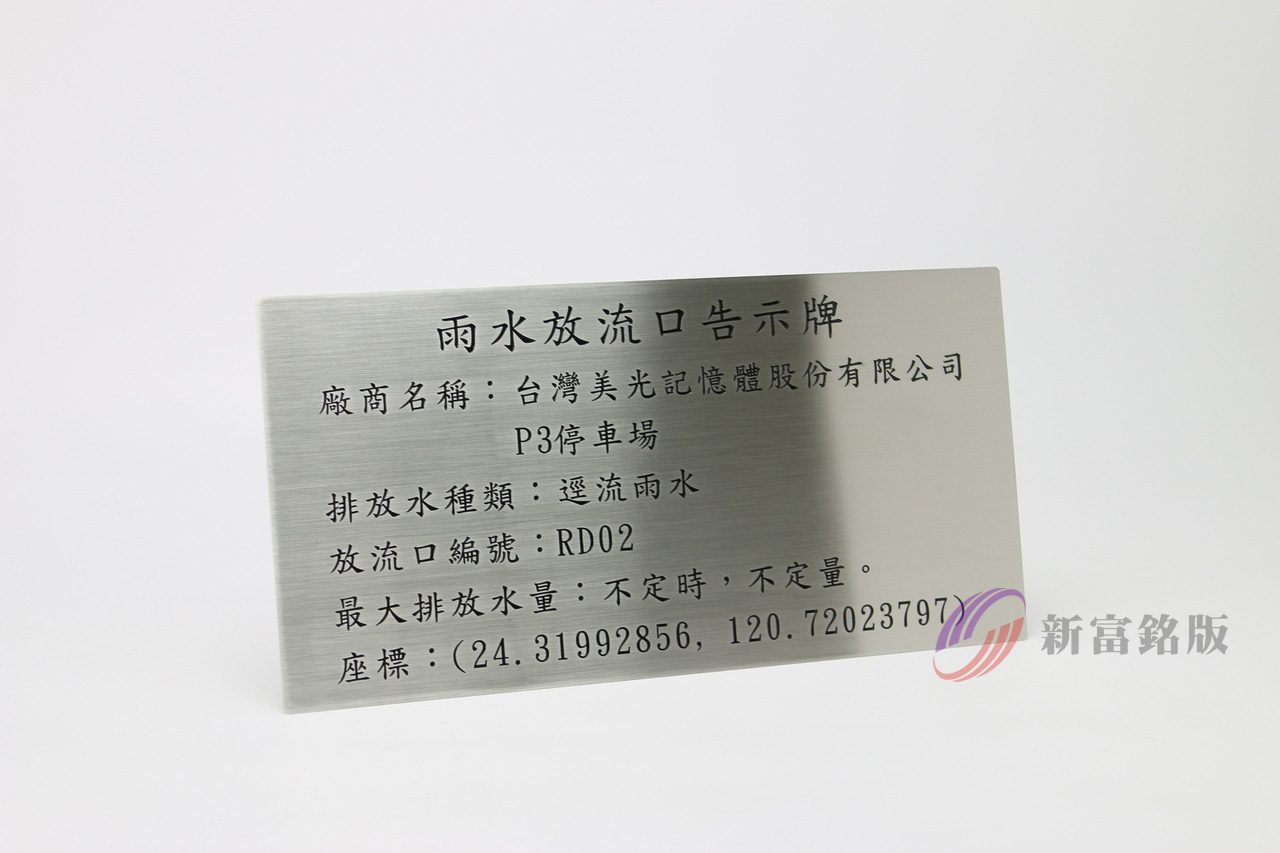 雨水放流口告示牌
廠商名稱：台灣美光記憶體股份有限公司
P3停車場
排放水種類：逕流雨水
放流口編號：RD02
最大排放水量：不定時，不定量。
座標：(24.31992856, 120.72023797)
新富銘版